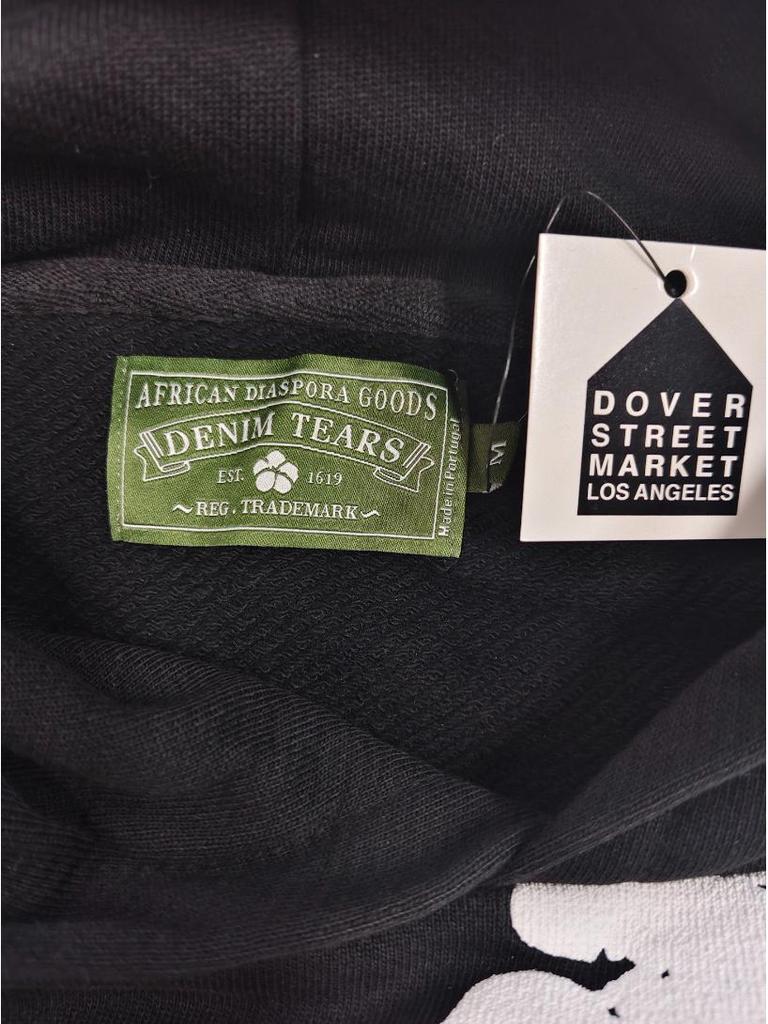 AFRICAN DIASPORA GOODS
DENIM TEARS
EST. 1619
~REG. TRADEMARK~
Made in Portugal
M
DOVER
STREET
MARKET
LOS ANGELES